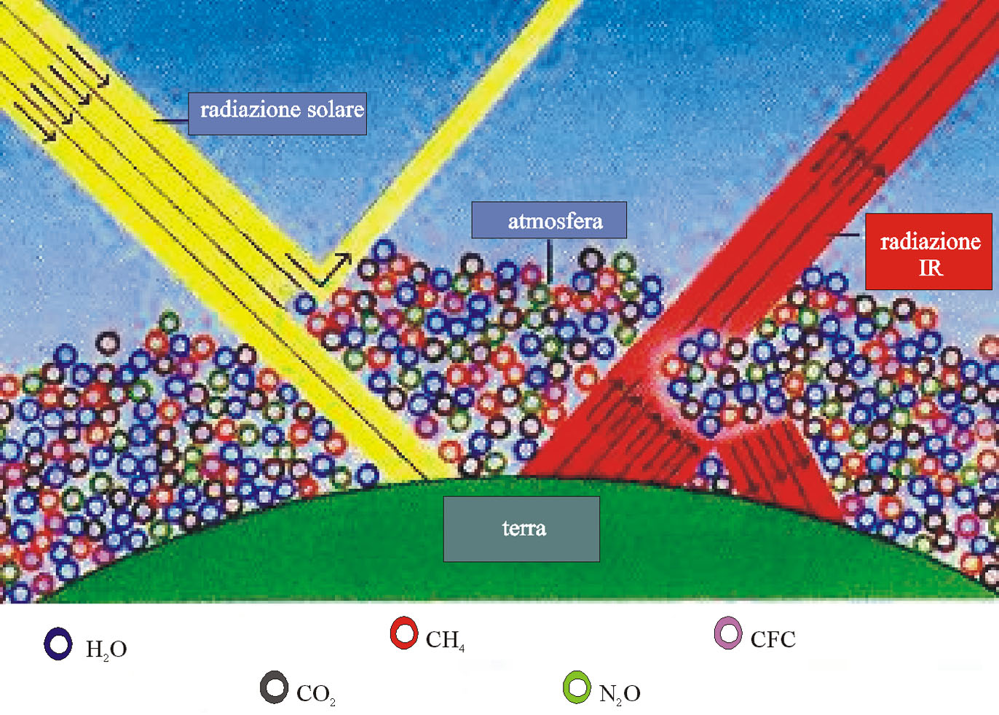 radiazione solare
atmosfera
radiazione
IR
terra
H₂O
CH₄
CFC
CO₂
N₂O